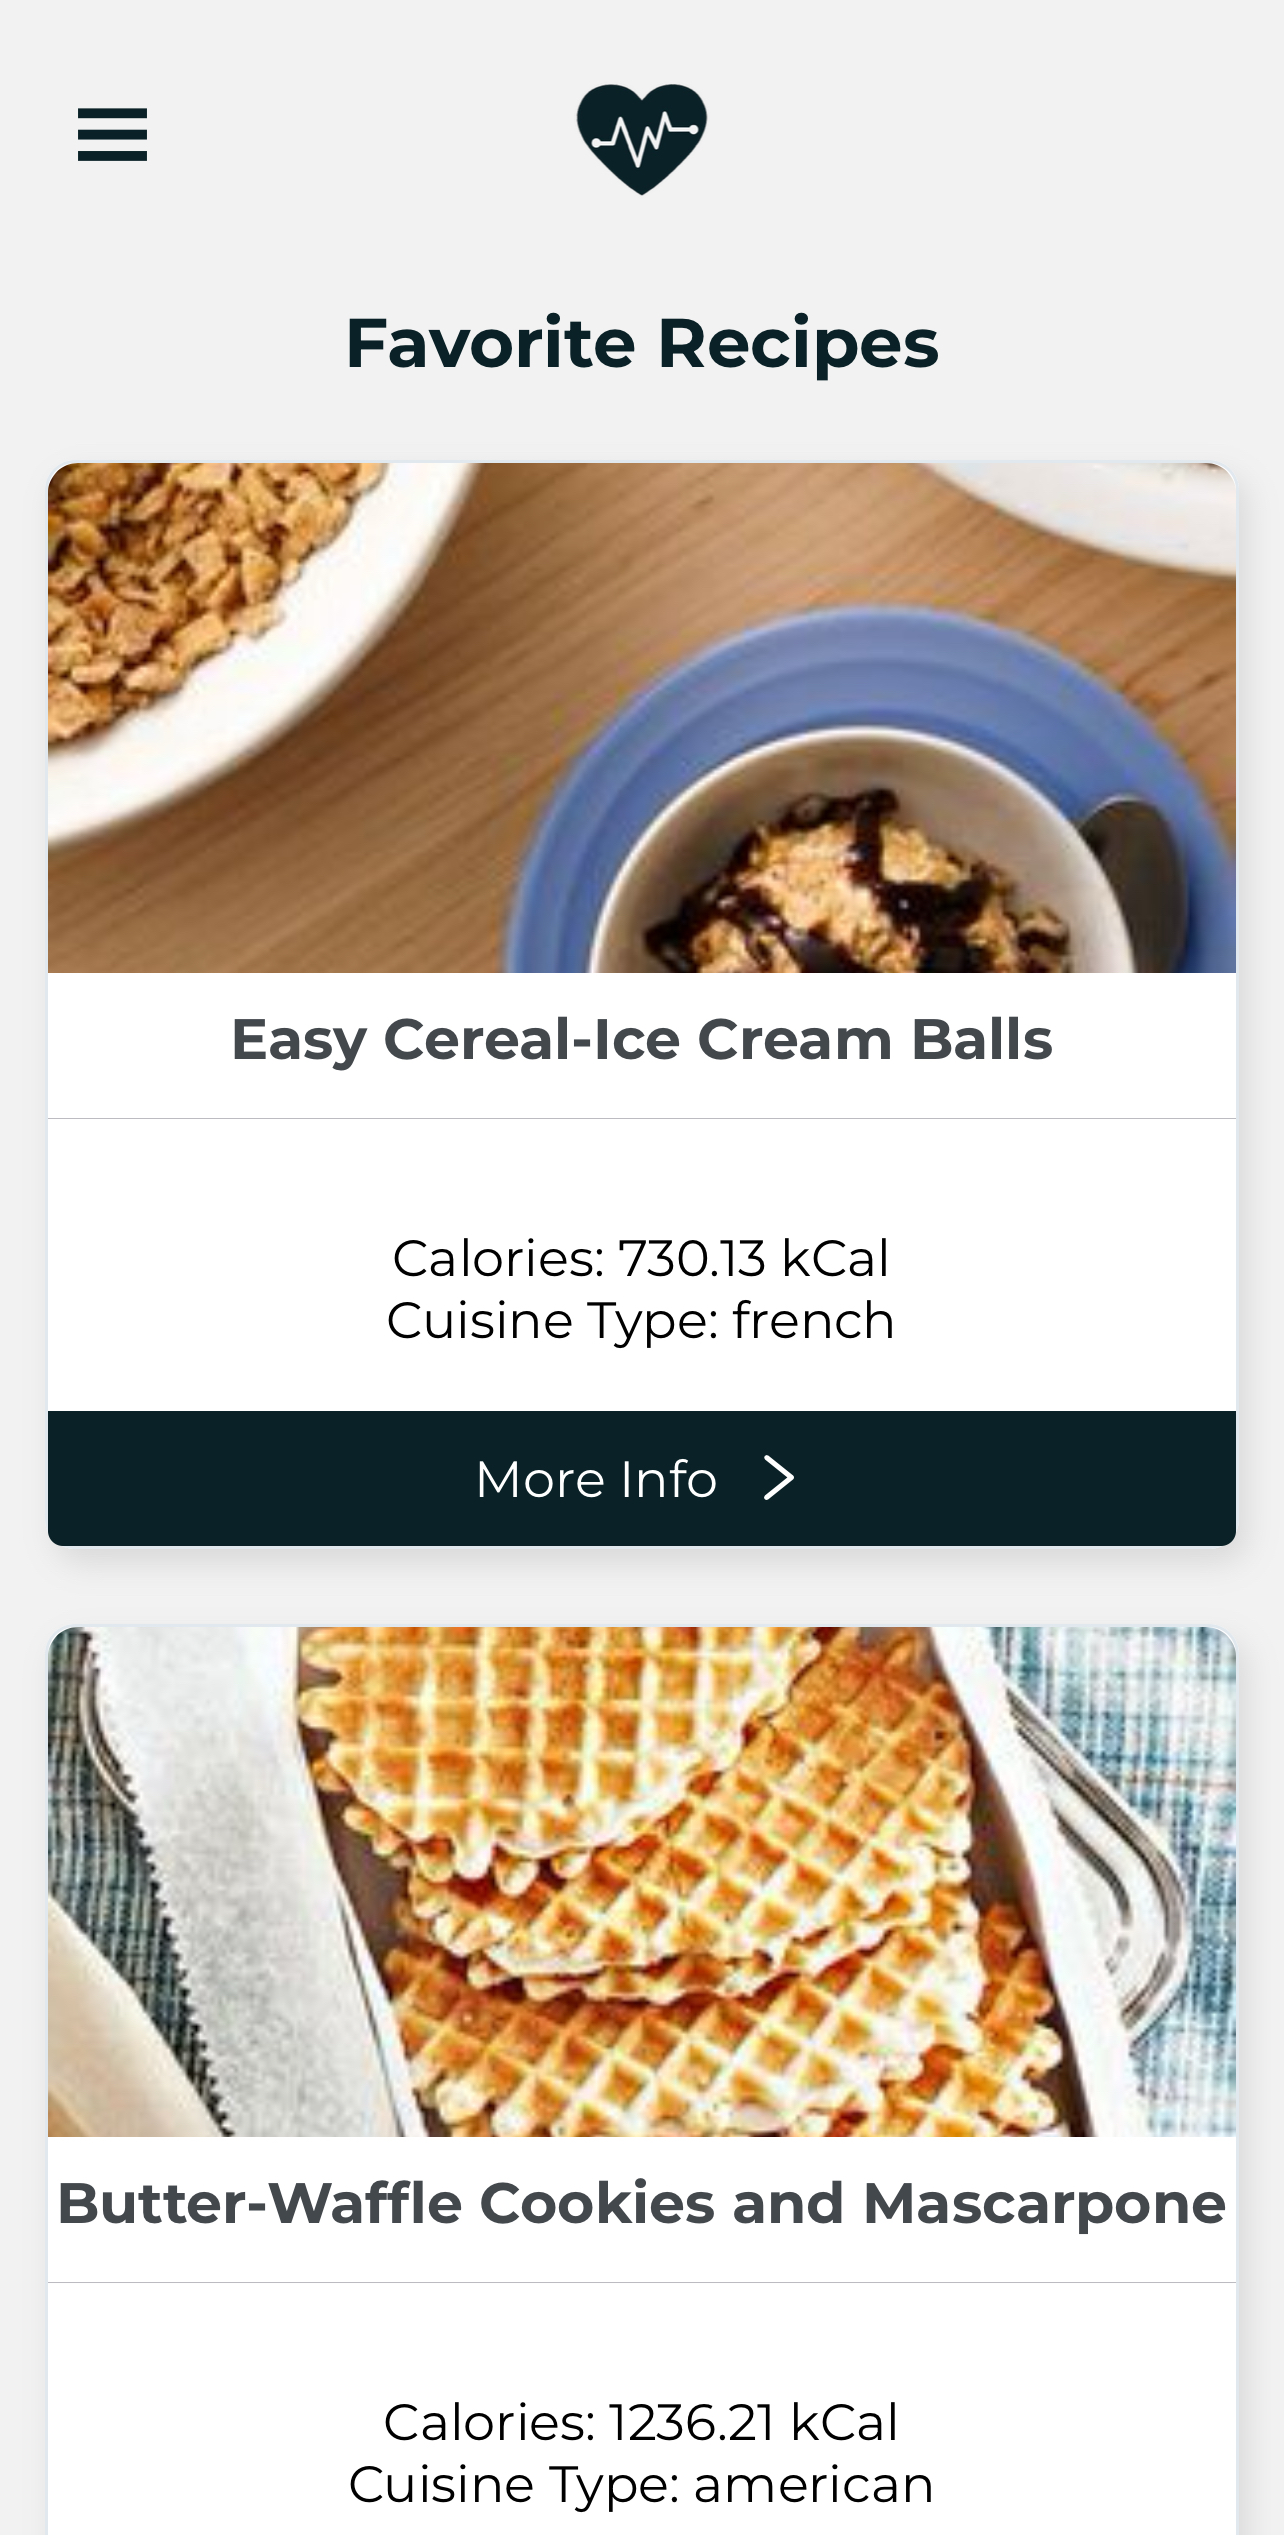 Favorite Recipes
Easy Cereal-Ice Cream Balls
Calories: 730.13 kCal
Cuisine Type: french
More Info
Butter-Waffle Cookies and Mascarpone
Calories: 1236.21 kCal
Cuisine Type: american